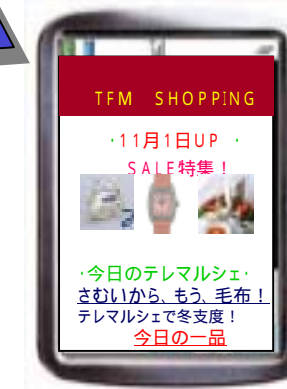 TFM SHOPPING
・11月1日UP・
SALE特集！
・今日のテレマルシェ・
さむいから、もう、毛布！
テレマルシェで冬支度！
今日の一品